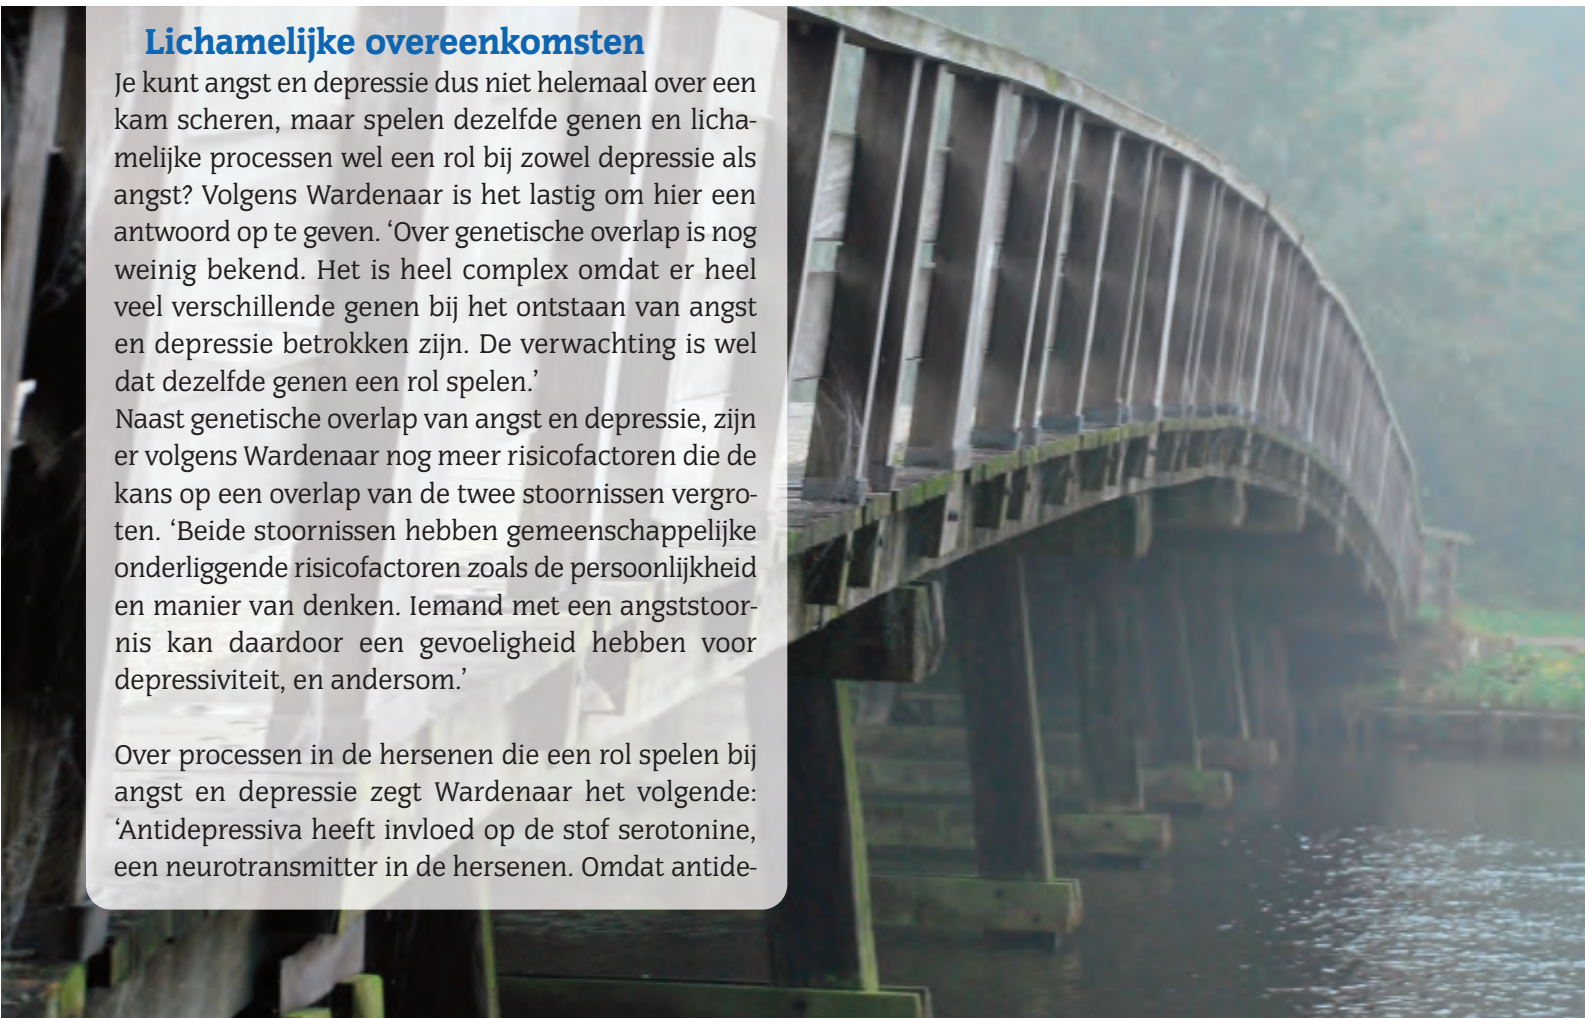 Lichamelijke overeenkomsten
Je kunt angst en depressie dus niet helemaal over een
kam scheren, maar spelen dezelfde genen en licha-
melijke processen wel een rol bij zowel depressie als
angst? Volgens Wardenaar is het lastig om hier een
antwoord op te geven. ‘Over genetische overlap is nog
weinig bekend. Het is heel complex omdat er heel
veel verschillende genen bij het ontstaan van angst
en depressie betrokken zijn. De verwachting is wel
dat dezelfde genen een rol spelen.’
Naast genetische overlap van angst en depressie, zijn
er volgens Wardenaar nog meer risicofactoren die de
kans op een overlap van de twee stoornissen vergro-
ten. ‘Beide stoornissen hebben gemeenschappelijke
onderliggende risicofactoren zoals de persoonlijkheid
en manier van denken. Iemand met een angststoor-
nis kan daardoor een gevoeligheid hebben voor
depressiviteit, en andersom.’
Over processen in de hersenen die een rol spelen bij
angst en depressie zegt Wardenaar het volgende:
‘Antidepressiva heeft invloed op de stof serotonine,
een neurotransmitter in de hersenen. Omdat antide-